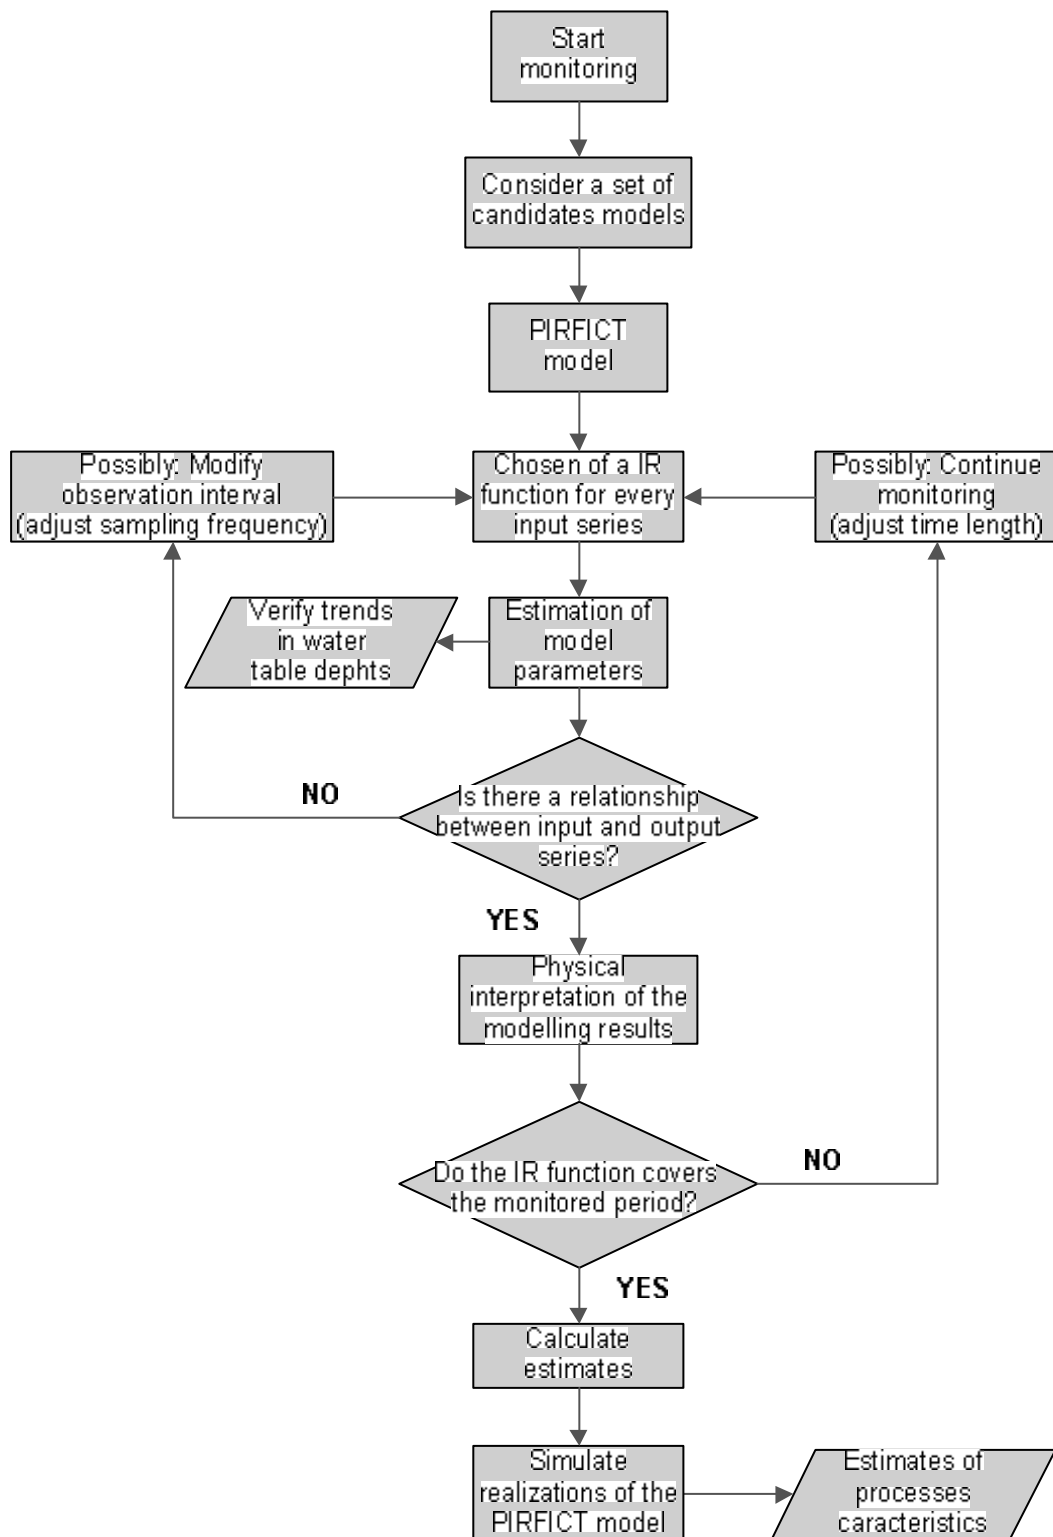 Start
monitoring
Consider a set of
candidates models
PIRFICT
model
Possibly: Modify
observation interval
(adjust sampling frequency)
Chosen of a IR
function for every
input series
Possibly: Continue
monitoring
(adjust time length)
Verify trends
in water
table dephts
Estimation of
model
parameters
NO
Is there a relationship
between input and output
series?
YES
Physical
interpretation of the
modelling results
Do the IR function covers
the monitored period?
NO
YES
Calculate
estimates
Simulate
realizations of the
PIRFICT model
Estimates of
processes
caracteristics